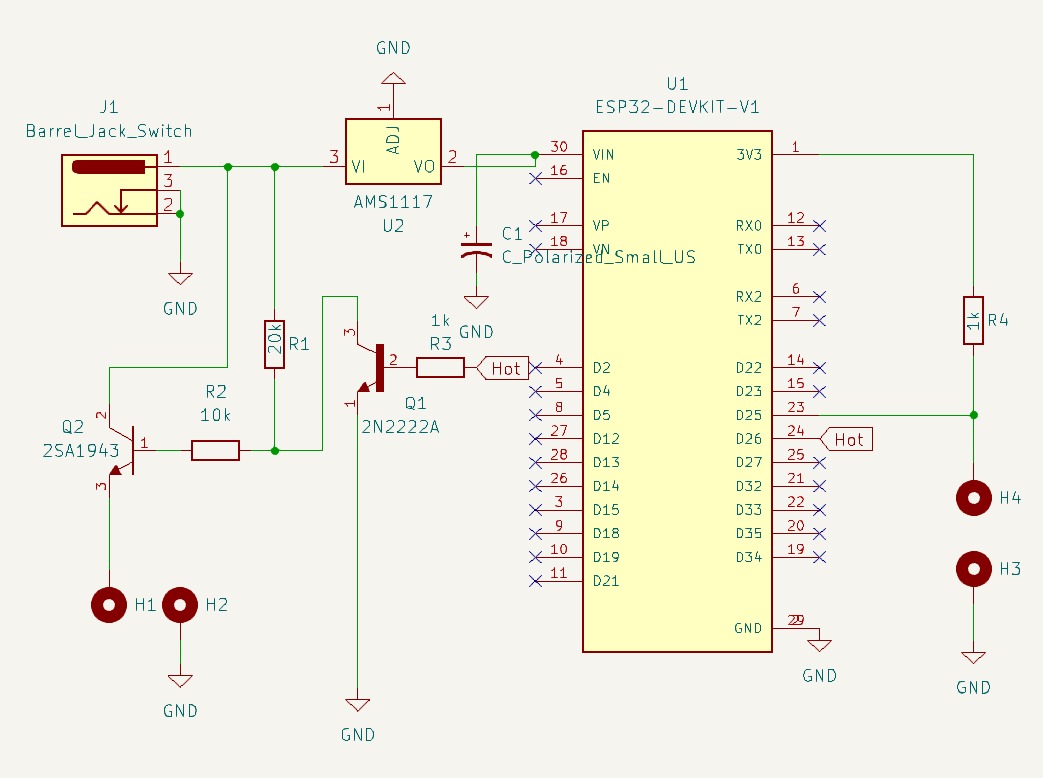 GND
U1
J1
ESP32-DEVKIT-V1
Barrel_Jack_Switch
1
ADJ
3 VI VO 2
1
3
2
AMS1117
U2
GND
C1
C_Polarized_Small_US
+
GND
30 VIN 3V3 1
16 EN
17 VP RX0 12
18 VN TX0 13
RX2 6
TX2 7
4 D2 D22 14
5 D4 D23 15
8 D5 D25 23
27 D12 D26 24 Hot
28 D13 D27 25
26 D14 D32 21
3 D15 D33 22
9 D18 D35 20
10 D19 D34 19
11 D21
GND 29
GND
1k R4
20k R1
1k
R3
Hot
3
2
1
Q1
2N2222A
R2
10k
Q2
2SA1943
2
1
3
H1 H2
H4
H3
GND
GND
GND